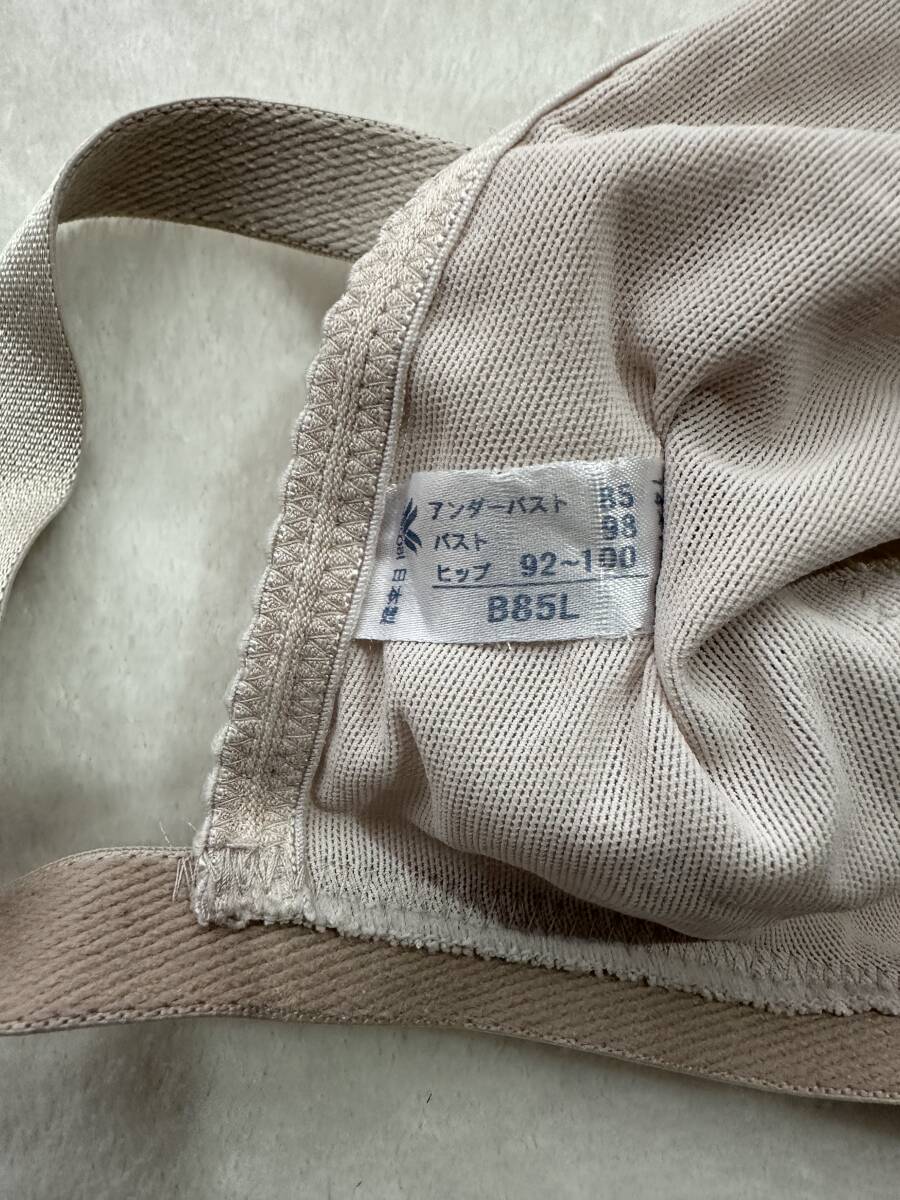 アンダーバスト 85
バスト 93
ヒップ 92~100
B85L
日本製